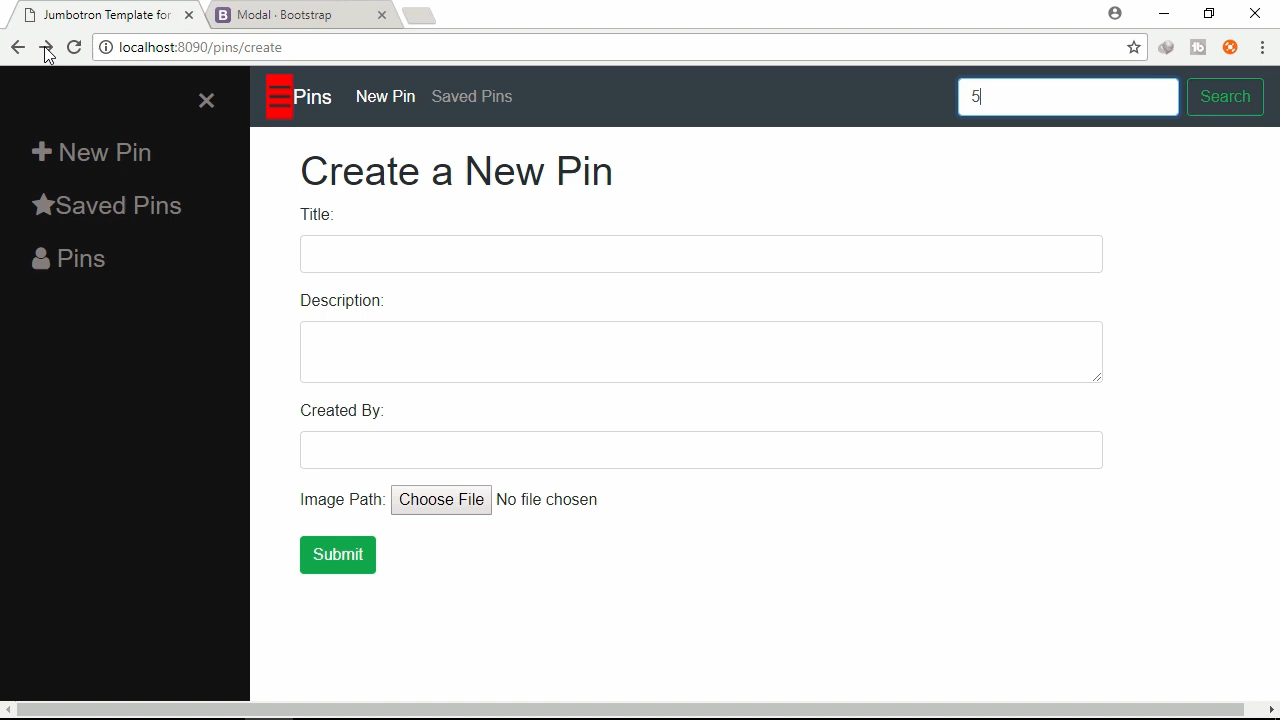 Jumbotron Template for
B Modal · Bootstrap
localhost:8090/pins/create
Pins New Pin Saved Pins 5 Search
New Pin
Saved Pins
Pins
Create a New Pin
Title:
Description:
Created By:
Image Path: Choose File No file chosen
Submit